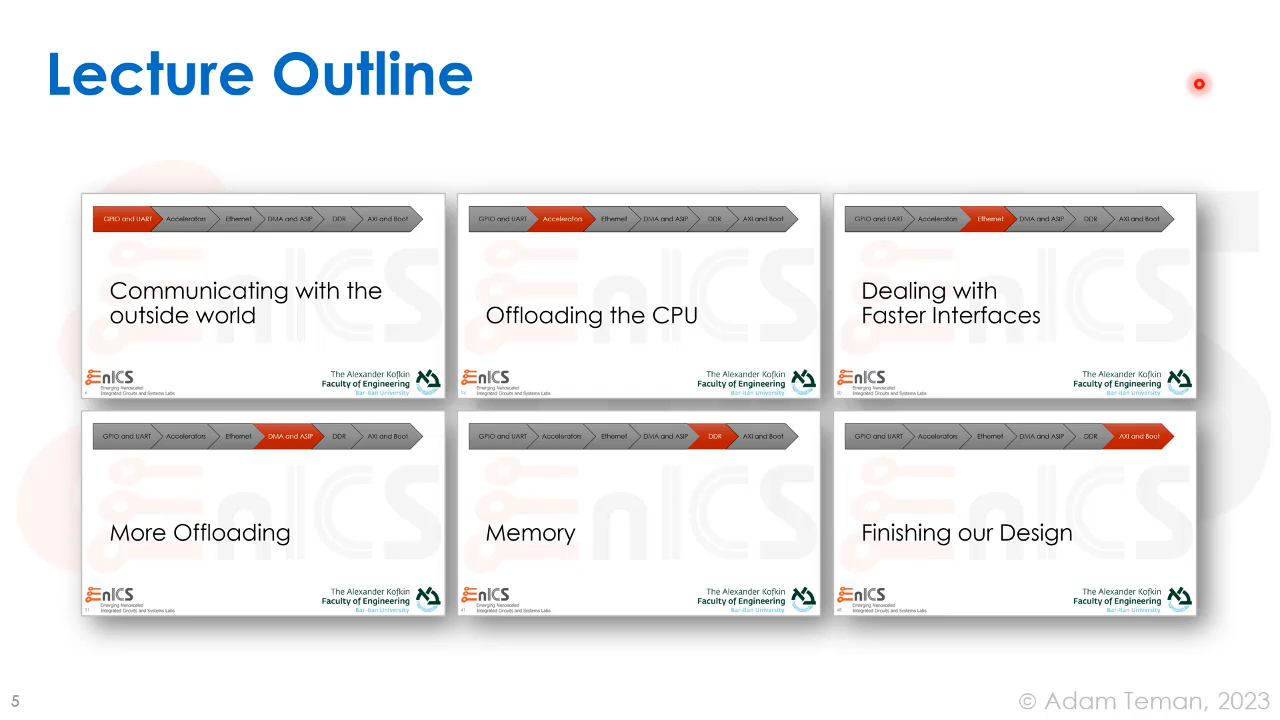 Lecture Outline
GPIO and UART Accelerators Ethernet DMA and ASIP DDR AXI and Boot
Communicating with the
outside world
EnICS
Emerging Nanoscaled
Integrated Circuits and Systems Labs
The Alexander Kofkin
Faculty of Engineering
Bar-Ilan University
GPIO and UART Accelerators Ethernet DMA and ASIP DDR AXI and Boot
Offloading the CPU
EnICS
Emerging Nanoscaled
Integrated Circuits and Systems Labs
The Alexander Kofkin
Faculty of Engineering
Bar-Ilan University
GPIO and UART Accelerators Ethernet DMA and ASIP DDR AXI and Boot
Dealing with
Faster Interfaces
EnICS
Emerging Nanoscaled
Integrated Circuits and Systems Labs
The Alexander Kofkin
Faculty of Engineering
Bar-Ilan University
GPIO and UART Accelerators Ethernet DMA and ASIP DDR AXI and Boot
More Offloading
EnICS
Emerging Nanoscaled
Integrated Circuits and Systems Labs
The Alexander Kofkin
Faculty of Engineering
Bar-Ilan University
GPIO and UART Accelerators Ethernet DMA and ASIP DDR AXI and Boot
Memory
EnICS
Emerging Nanoscaled
Integrated Circuits and Systems Labs
The Alexander Kofkin
Faculty of Engineering
Bar-Ilan University
GPIO and UART Accelerators Ethernet DMA and ASIP DDR AXI and Boot
Finishing our Design
EnICS
Emerging Nanoscaled
Integrated Circuits and Systems Labs
The Alexander Kofkin
Faculty of Engineering
Bar-Ilan University
5
© Adam Teman, 2023